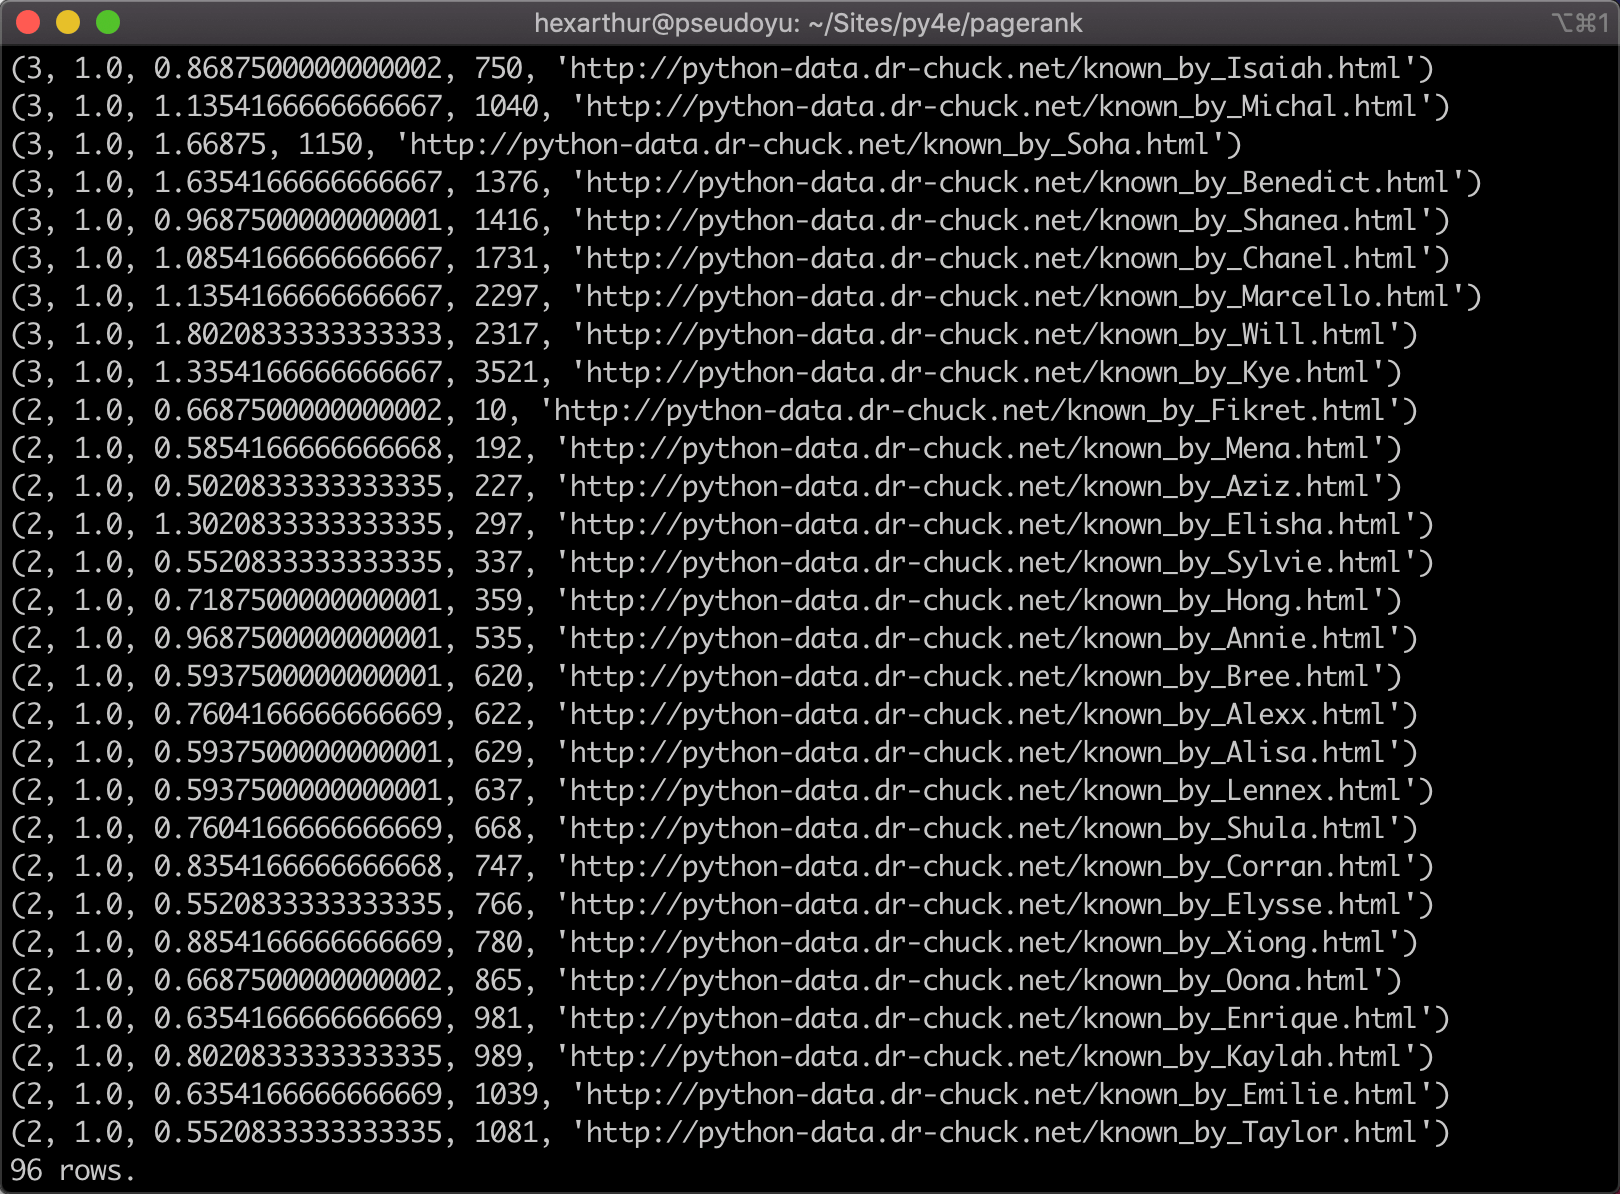 hexarthur@pseudoyu: ~/Sites/py4e/pagerank ⌥⌘1
(3, 1.0, 0.8687500000000002, 750, 'http://python-data.dr-chuck.net/known_by_Isaiah.html')
(3, 1.0, 1.1354166666666667, 1040, 'http://python-data.dr-chuck.net/known_by_Michal.html')
(3, 1.0, 1.66875, 1150, 'http://python-data.dr-chuck.net/known_by_Soha.html')
(3, 1.0, 1.6354166666666667, 1376, 'http://python-data.dr-chuck.net/known_by_Benedict.html')
(3, 1.0, 0.9687500000000001, 1416, 'http://python-data.dr-chuck.net/known_by_Shanea.html')
(3, 1.0, 1.0854166666666667, 1731, 'http://python-data.dr-chuck.net/known_by_Chanel.html')
(3, 1.0, 1.1354166666666667, 2297, 'http://python-data.dr-chuck.net/known_by_Marcello.html')
(3, 1.0, 1.8020833333333333, 2317, 'http://python-data.dr-chuck.net/known_by_Will.html')
(3, 1.0, 1.3354166666666667, 3521, 'http://python-data.dr-chuck.net/known_by_Kye.html')
(2, 1.0, 0.6687500000000002, 10, 'http://python-data.dr-chuck.net/known_by_Fikret.html')
(2, 1.0, 0.5854166666666668, 192, 'http://python-data.dr-chuck.net/known_by_Mena.html')
(2, 1.0, 0.5020833333333335, 227, 'http://python-data.dr-chuck.net/known_by_Aziz.html')
(2, 1.0, 1.3020833333333335, 297, 'http://python-data.dr-chuck.net/known_by_Elisha.html')
(2, 1.0, 0.5520833333333335, 337, 'http://python-data.dr-chuck.net/known_by_Sylvie.html')
(2, 1.0, 0.7187500000000001, 359, 'http://python-data.dr-chuck.net/known_by_Hong.html')
(2, 1.0, 0.9687500000000001, 535, 'http://python-data.dr-chuck.net/known_by_Annie.html')
(2, 1.0, 0.5937500000000001, 620, 'http://python-data.dr-chuck.net/known_by_Bree.html')
(2, 1.0, 0.7604166666666669, 622, 'http://python-data.dr-chuck.net/known_by_Alexx.html')
(2, 1.0, 0.5937500000000001, 629, 'http://python-data.dr-chuck.net/known_by_Alisa.html')
(2, 1.0, 0.5937500000000001, 637, 'http://python-data.dr-chuck.net/known_by_Lennex.html')
(2, 1.0, 0.7604166666666669, 668, 'http://python-data.dr-chuck.net/known_by_Shula.html')
(2, 1.0, 0.8354166666666668, 747, 'http://python-data.dr-chuck.net/known_by_Corran.html')
(2, 1.0, 0.5520833333333335, 766, 'http://python-data.dr-chuck.net/known_by_Elysse.html')
(2, 1.0, 0.8854166666666669, 780, 'http://python-data.dr-chuck.net/known_by_Xiong.html')
(2, 1.0, 0.6687500000000002, 865, 'http://python-data.dr-chuck.net/known_by_Oona.html')
(2, 1.0, 0.6354166666666669, 981, 'http://python-data.dr-chuck.net/known_by_Enrique.html')
(2, 1.0, 0.8020833333333335, 989, 'http://python-data.dr-chuck.net/known_by_Kaylah.html')
(2, 1.0, 0.6354166666666669, 1039, 'http://python-data.dr-chuck.net/known_by_Emilie.html')
(2, 1.0, 0.5520833333333335, 1081, 'http://python-data.dr-chuck.net/known_by_Taylor.html')
96 rows.